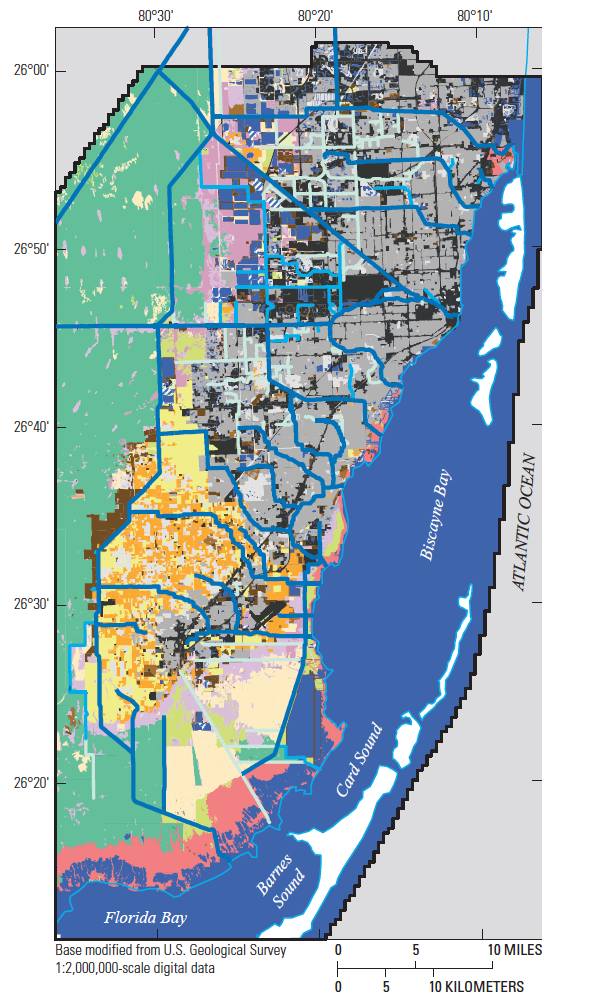 80°30'
80°20'
80°10'
26°00'
26°50'
26°40'
26°30'
26°20'
Biscayne Bay
ATLANTIC OCEAN
Card Sound
Barnes
Sound
Florida Bay
Base modified from U.S. Geological Survey
1:2,000,000-scale digital data
0 5 10 MILES
0 5 10 KILOMETERS